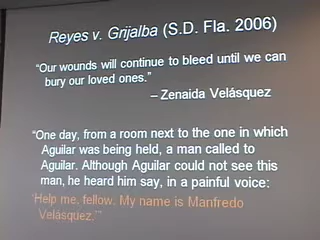 Reyes v. Grijalba (S.D. Fla. 2006)
“Our wounds will continue to bleed until we can
bury our loved ones.”
– Zenaida Velásquez
“One day, from a room next to the one in which
Aguilar was being held, a man called to
Aguilar. Although Aguilar could not see this
man, he heard him say, in a painful voice:
‘Help me, fellow. My name is Manfredo
Velásquez.’”